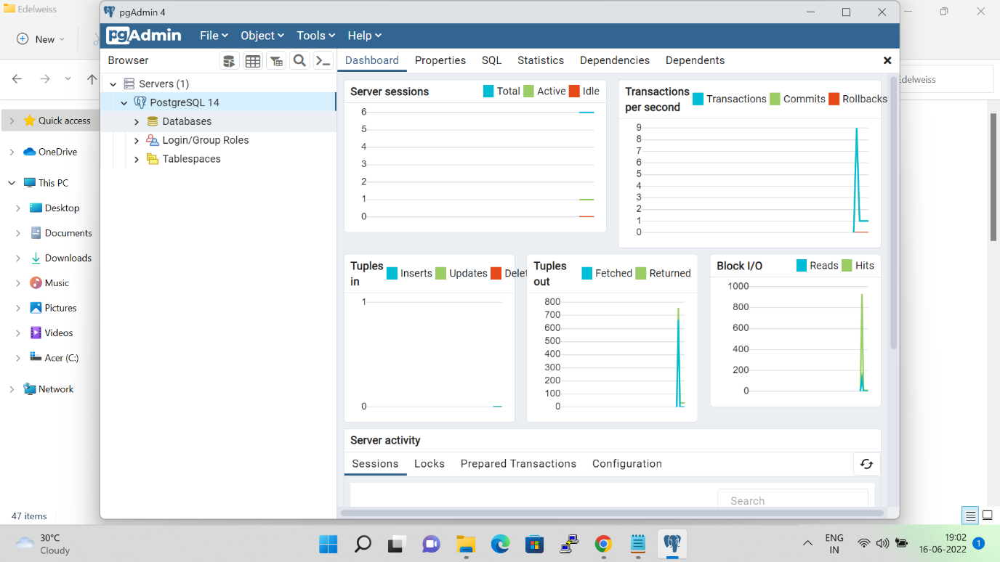 Edelweiss
pgAdmin 4
New
pgAdmin
File
Object
Tools
Help
Browser
Dashboard
Properties
SQL
Statistics
Dependencies
Dependents
Edelweiss
Servers (1)
PostgreSQL 14
Databases
Login/Group Roles
Tablespaces
Quick access
OneDrive
This PC
Desktop
Documents
Downloads
Music
Pictures
Videos
Acer (C:)
Network
47 items
Server sessions
Total Active Idle
6
5
4
3
2
1
0
Transactions
per second
Transactions Commits Rollbacks
9
8
7
6
5
4
3
2
1
0
Tuples
in
Inserts Updates Delet
1
0
Tuples
out
Fetched Returned
800
700
600
500
400
300
200
100
0
Block I/O
Reads Hits
1000
800
600
400
200
0
Server activity
Sessions Locks Prepared Transactions Configuration
Search
30°C
Cloudy
ENG
IN
19:02
16-06-2022
1